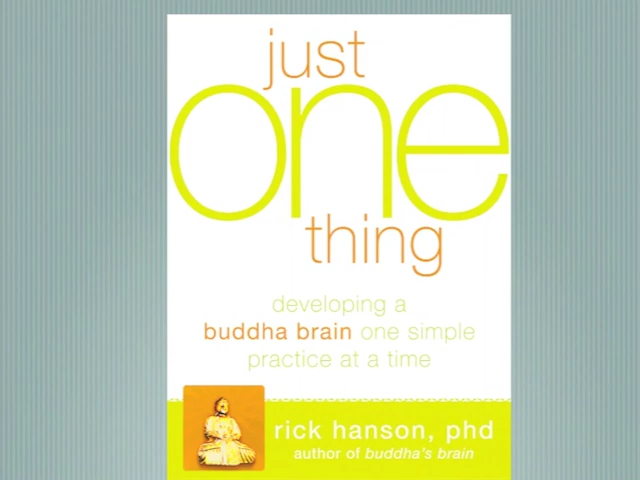 just
one
thing
developing a
buddha brain one simple
practice at a time
rick hanson, phd
author of buddha's brain